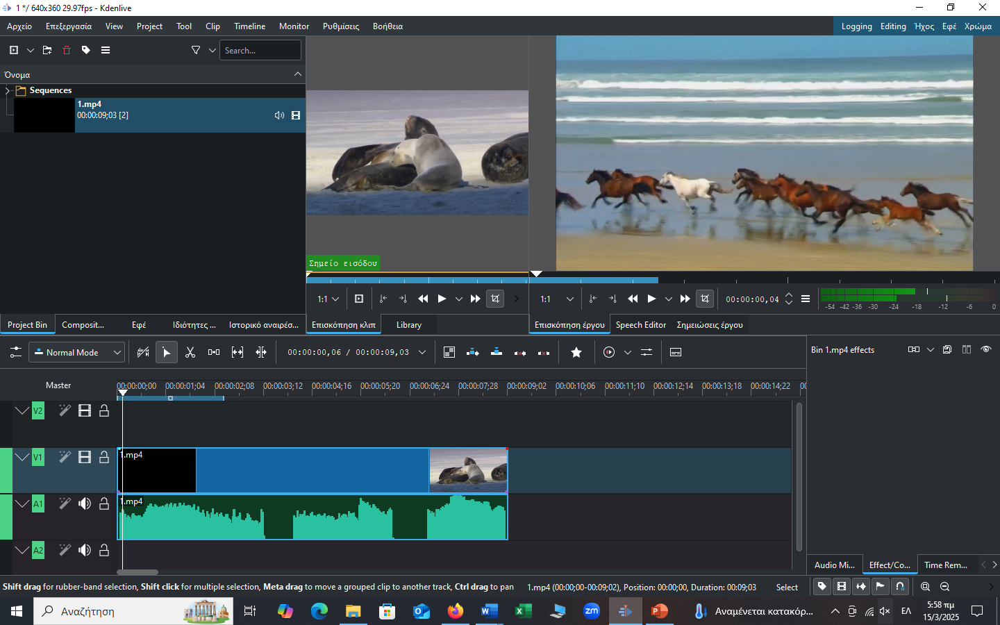 1 */ 640x360 29.97fps - Kdenlive
Αρχείο Επεξεργασία View Project Tool Clip Timeline Monitor Ρυθμίσεις Βοήθεια Logging Editing Ήχος Εφέ Χρώμα
Search...
Όνομα
Sequences
1.mp4
00:00:09;03 [2]
Σημείο εισόδου
1:1
1:1
00:00:00,04
-54 -42 -36 -30 -24 -18 -12 -6 0
Project Bin Composit... Εφέ Ιδιότητες ... Ιστορικό αναιρέσ... Επισκόπηση κλιπ Library Επισκόπηση έργου Speech Editor Σημειώσεις έργου
Normal Mode 00:00:00,06 / 00:00:09,03 Bin 1.mp4 effects
Master 00:00:00;00 00:00:01;04 00:00:02;08 00:00:03;12 00:00:04;16 00:00:05;20 00:00:06;24 00:00:07;28 00:00:09;02 00:00:10;06 00:00:11;10 00:00:12;14 00:00:13;18 00:00:14;22 00
V2
V1 1.mp4
A1 1.mp4
A2
Audio Mi... Effect/Co... Time Rem...
Shift drag for rubber-band selection, Shift click for multiple selection, Meta drag to move a grouped clip to another track, Ctrl drag to pan 1.mp4 (00:00;00-00:09;02), Position: 00:00;00, Duration: 00:09;03 Select
Αναζήτηση zm Αναμένεται κατακόρ... ΕΛ 5:58 πμ
15/3/2025